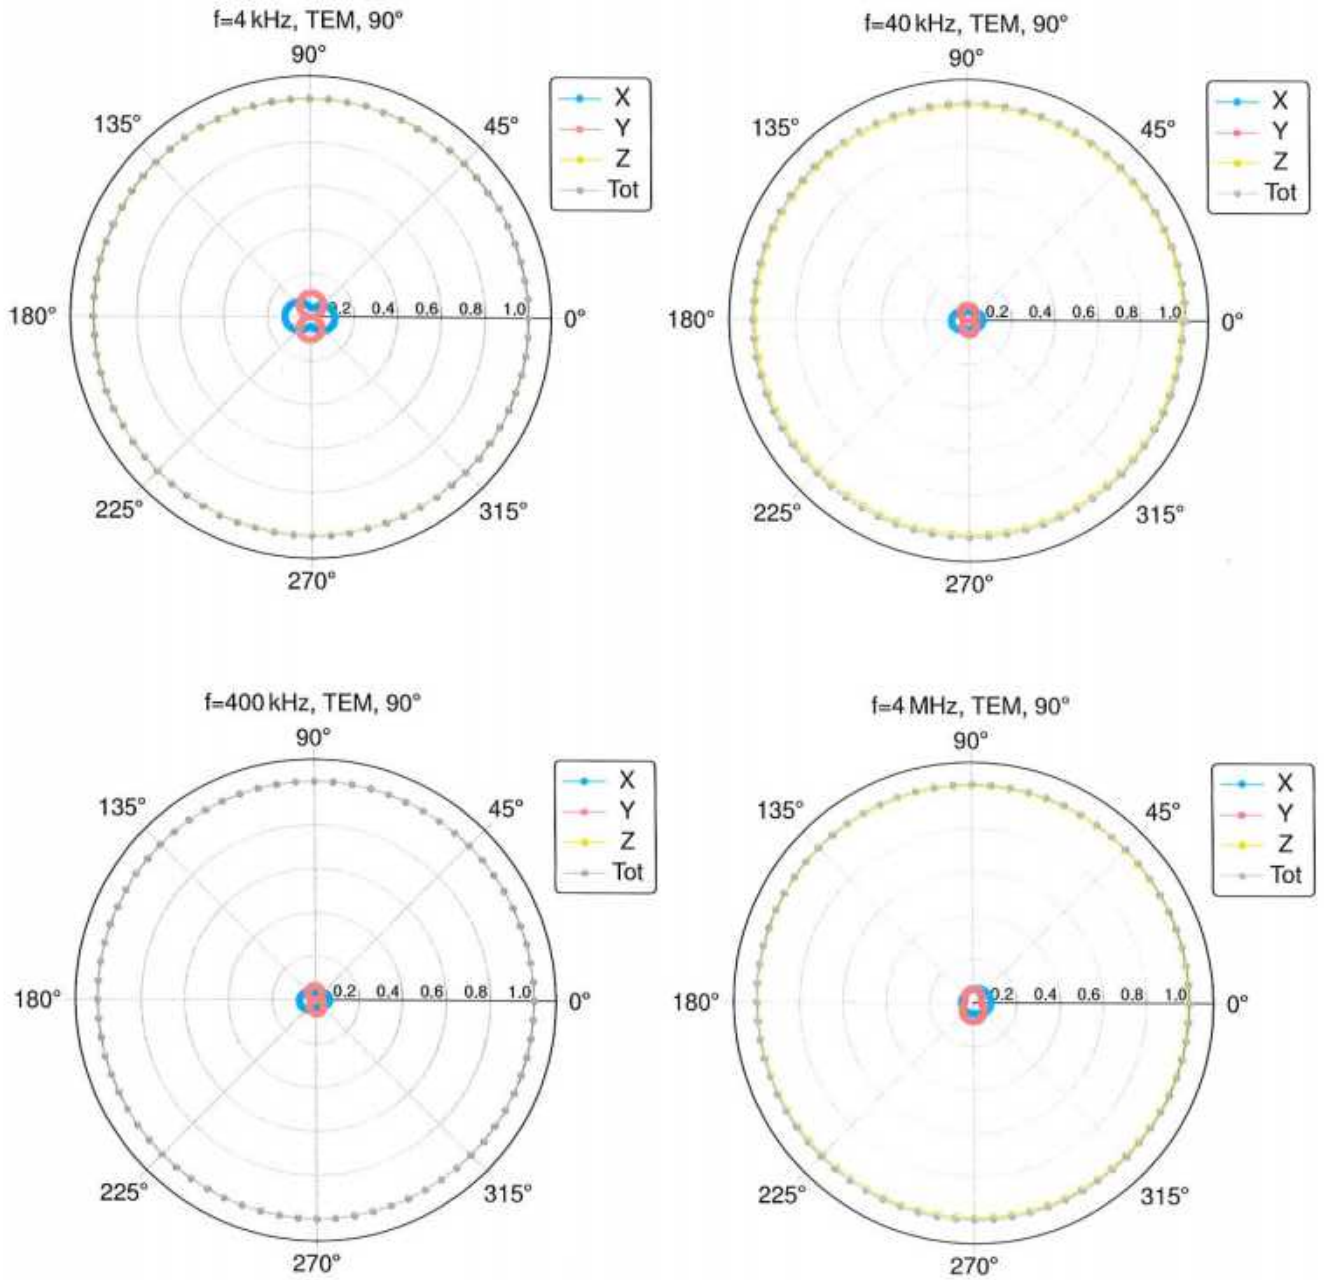 f=4 kHz, TEM, 90°
90°
135°
45°
X
Y
Z
Tot
180°
0.2 0.4 0.6 0.8 1.0
0°
225°
315°
270°
f=40 kHz, TEM, 90°
90°
135°
45°
X
Y
Z
Tot
180°
0.2 0.4 0.6 0.8 1.0
0°
225°
315°
270°
f=400 kHz, TEM, 90°
90°
135°
45°
X
Y
Z
Tot
180°
0.2 0.4 0.6 0.8 1.0
0°
225°
315°
270°
f=4 MHz, TEM, 90°
90°
135°
45°
X
Y
Z
Tot
180°
0.2 0.4 0.6 0.8 1.0
0°
225°
315°
270°